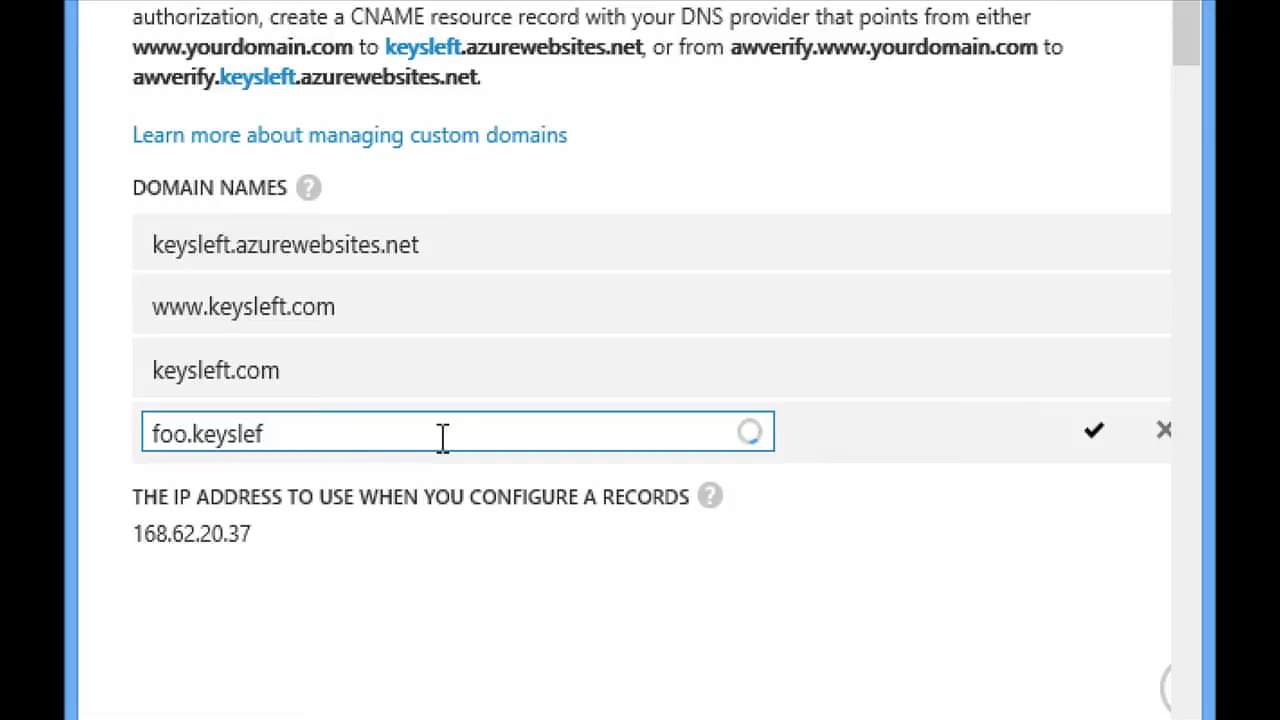 authorization, create a CNAME resource record with your DNS provider that points from either
www.yourdomain.com to keysleft.azurewebsites.net, or from awverify.www.yourdomain.com to
awverify.keysleft.azurewebsites.net.
Learn more about managing custom domains
DOMAIN NAMES ?
keysleft.azurewebsites.net
www.keysleft.com
keysleft.com
foo.keyslef
THE IP ADDRESS TO USE WHEN YOU CONFIGURE A RECORDS ?
168.62.20.37